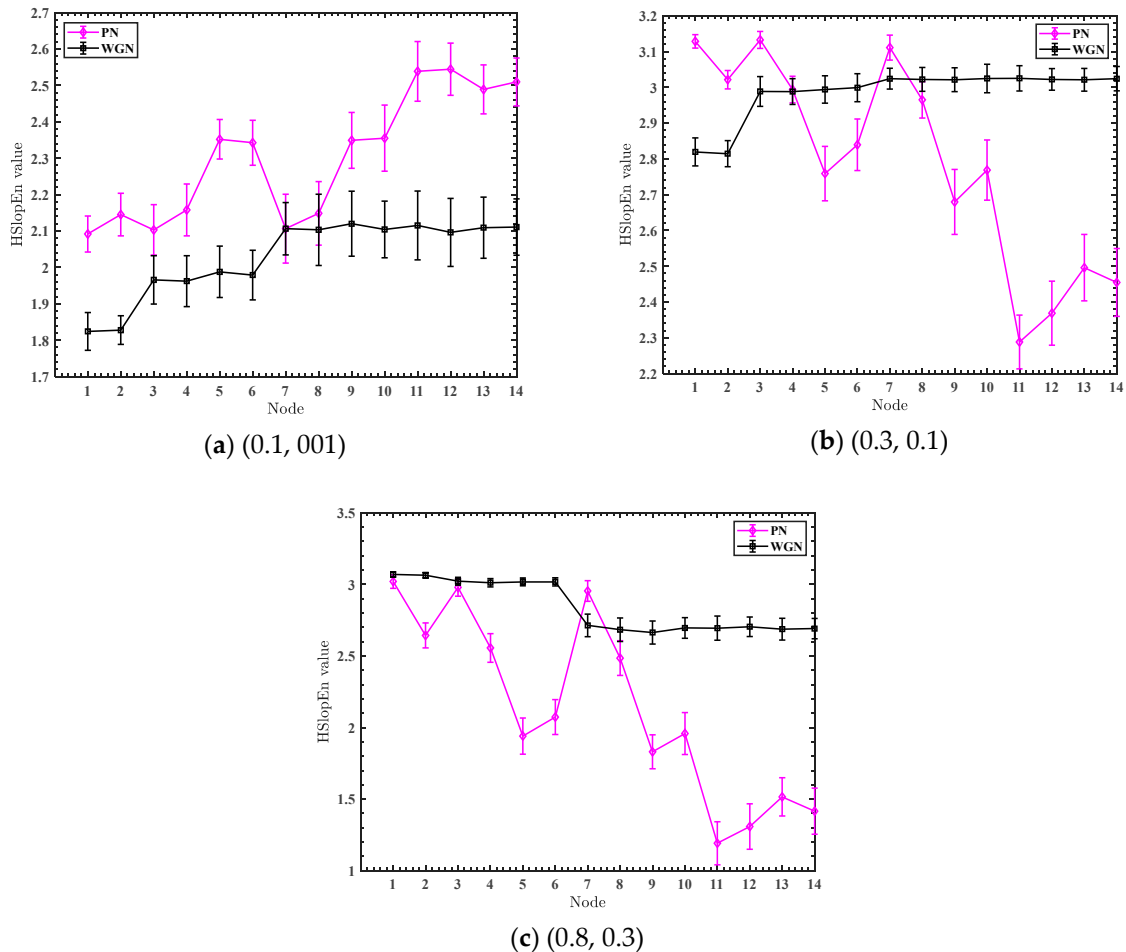 2.7
2.6
2.5
2.4
2.3
2.2
2.1
2
1.9
1.8
1.7
HSlopEn value
PN
WGN
1 2 3 4 5 6 7 8 9 10 11 12 13 14
Node
(a) (0.1, 001)
3.2
3.1
3
2.9
2.8
2.7
2.6
2.5
2.4
2.3
2.2
HSlopEn value
PN
WGN
1 2 3 4 5 6 7 8 9 10 11 12 13 14
Node
(b) (0.3, 0.1)
3.5
3
2.5
2
1.5
1
HSlopEn value
PN
WGN
1 2 3 4 5 6 7 8 9 10 11 12 13 14
Node
(c) (0.8, 0.3)